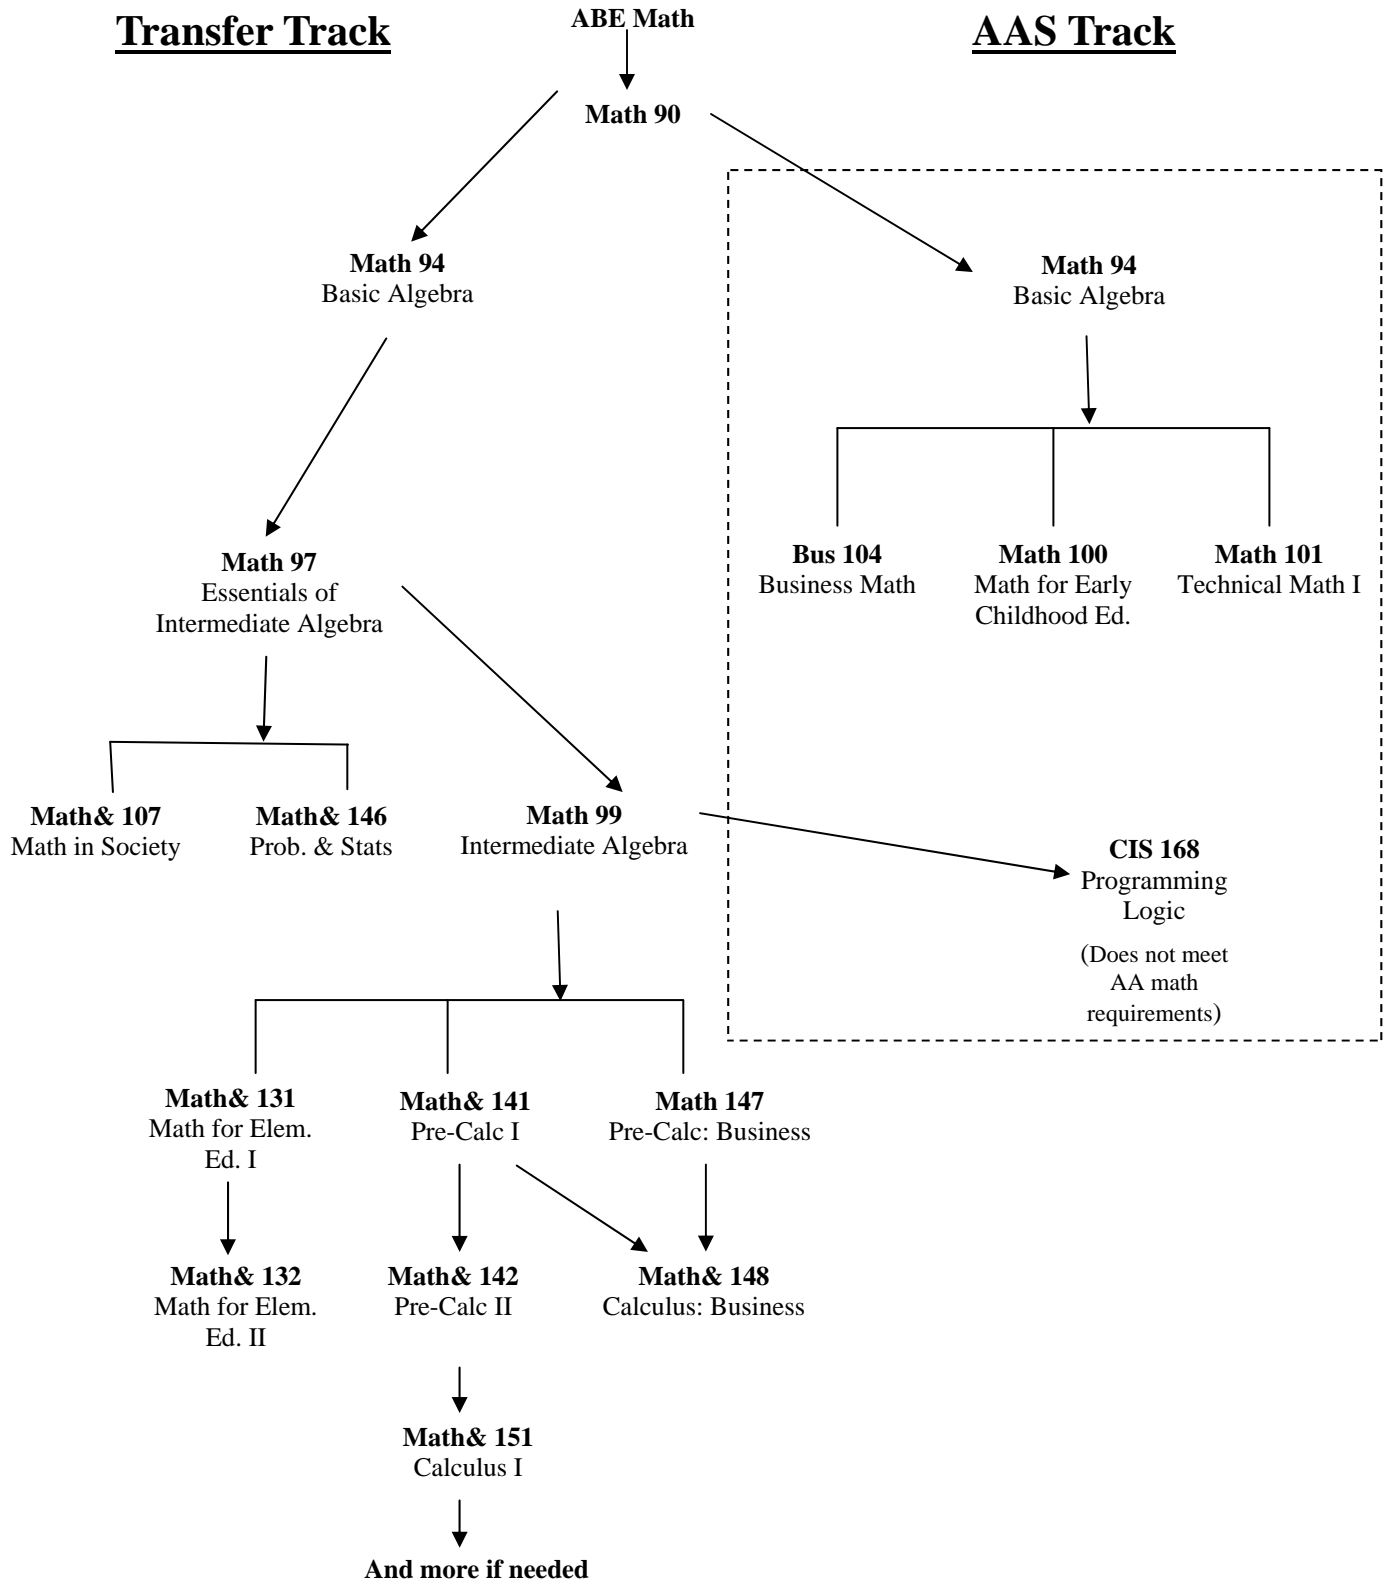 Transfer Track
ABE Math
AAS Track
Math 90
Math 94
Basic Algebra
Math 94
Basic Algebra
Math 97
Essentials of
Intermediate Algebra
Bus 104
Business Math
Math 100
Math for Early
Childhood Ed.
Math 101
Technical Math I
Math& 107
Math in Society
Math& 146
Prob. & Stats
Math 99
Intermediate Algebra
CIS 168
Programming
Logic
(Does not meet
AA math
requirements)
Math& 131
Math for Elem.
Ed. I
Math& 141
Pre-Calc I
Math 147
Pre-Calc: Business
Math& 132
Math for Elem.
Ed. II
Math& 142
Pre-Calc II
Math& 148
Calculus: Business
Math& 151
Calculus I
And more if needed